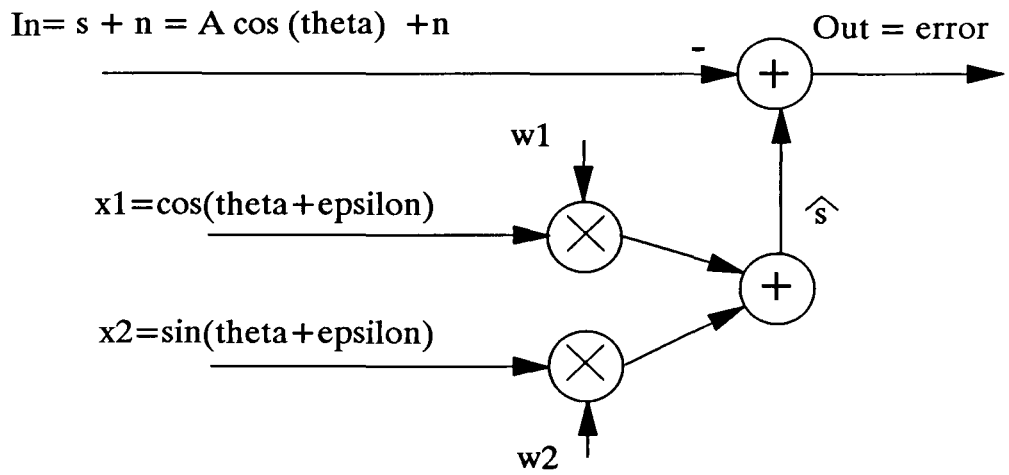 In= s + n = A cos (theta) +n
Out = error
-
+
w1
x1=cos(theta+epsilon)
ŝ
+
x2=sin(theta+epsilon)
w2